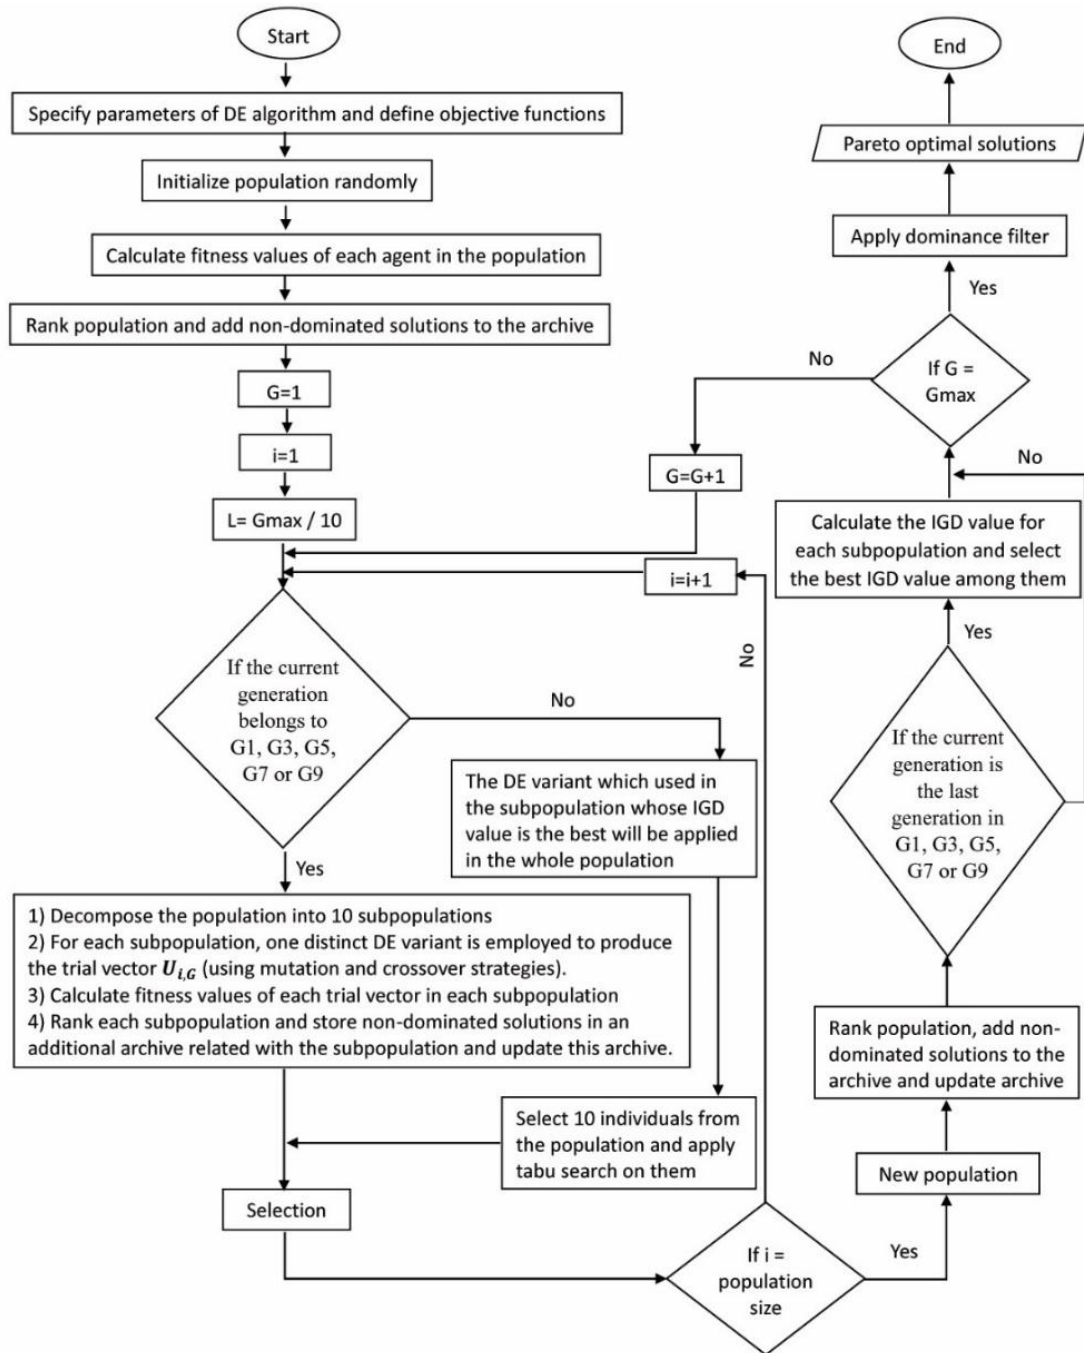 Start
Specify parameters of DE algorithm and define objective functions
Initialize population randomly
Calculate fitness values of each agent in the population
Rank population and add non-dominated solutions to the archive
G=1
i=1
L= Gmax / 10
If the current
generation
belongs to
G1, G3, G5,
G7 or G9
No
The DE variant which used in
the subpopulation whose IGD
value is the best will be applied
in the whole population
Yes
1) Decompose the population into 10 subpopulations
2) For each subpopulation, one distinct DE variant is employed to produce
the trial vector U_{i,G} (using mutation and crossover strategies).
3) Calculate fitness values of each trial vector in each subpopulation
4) Rank each subpopulation and store non-dominated solutions in an
additional archive related with the subpopulation and update this archive.
Select 10 individuals from
the population and apply
tabu search on them
Selection
If i =
population
size
No
i=i+1
Yes
New population
Rank population, add non-
dominated solutions to the
archive and update archive
If the current
generation is
the last
generation in
G1, G3, G5,
G7 or G9
No
Yes
Calculate the IGD value for
each subpopulation and select
the best IGD value among them
If G =
Gmax
No
G=G+1
Yes
Apply dominance filter
Pareto optimal solutions
End